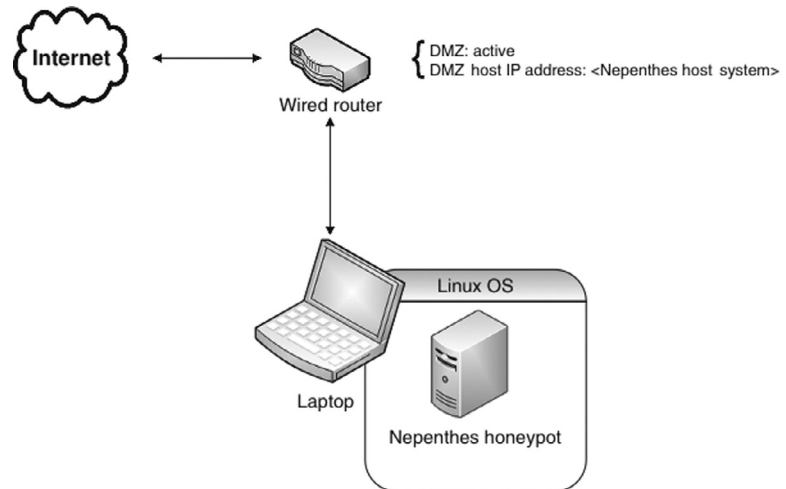 Internet
DMZ: active
DMZ host IP address: <Nepenthes host system>
Wired router
Linux OS
Laptop
Nepenthes honeypot